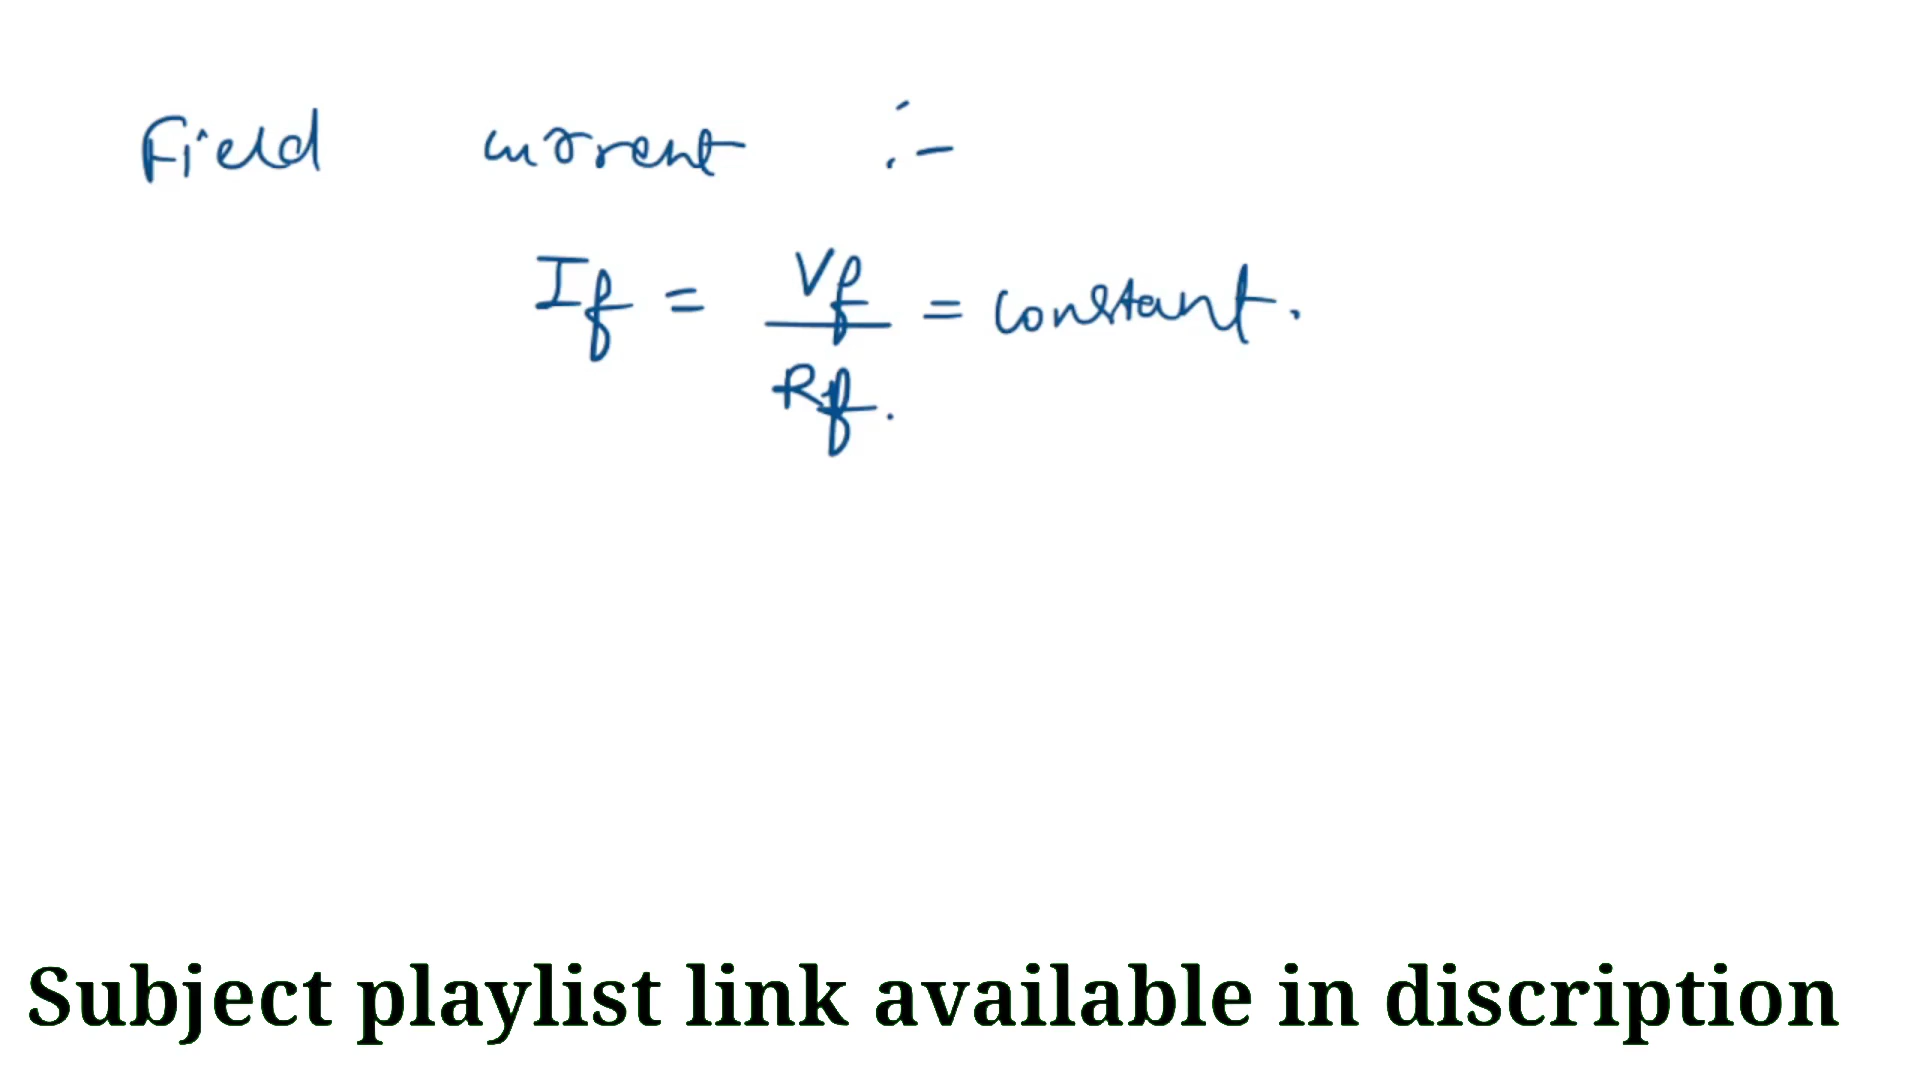 Field current :-
If = Vf / Rf. = constant.
Subject playlist link available in discription